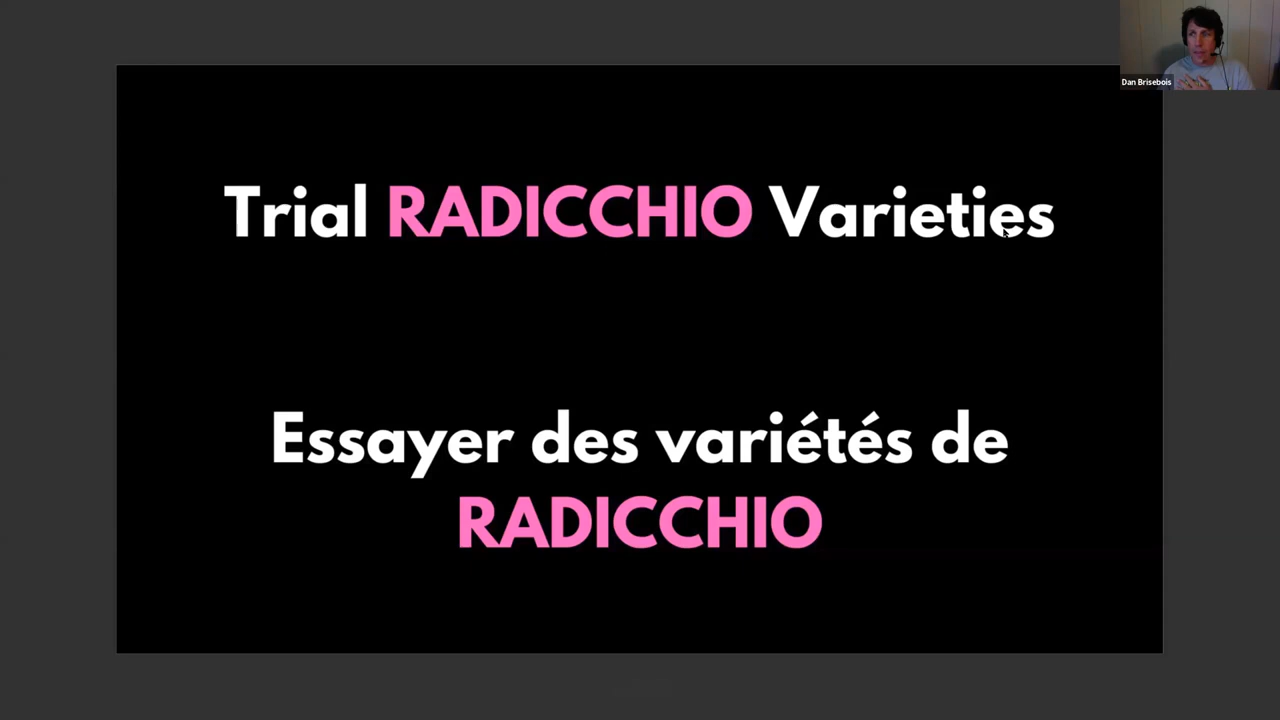 Dan Brisebois
Trial RADICCHIO Varieties
Essayer des variétés de
RADICCHIO